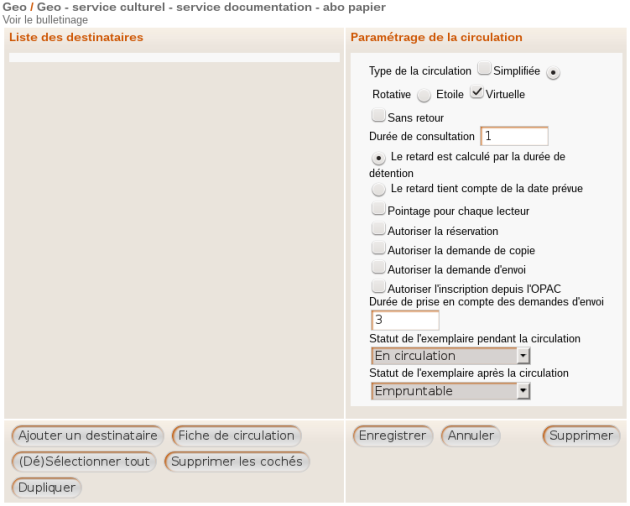 Geo / Geo - service culturel - service documentation - abo papier
Voir le bulletinage
Liste des destinataires
Paramétrage de la circulation
Type de la circulation Simplifiée
Rotative Etoile Virtuelle
Sans retour
Durée de consultation 1
Le retard est calculé par la durée de
détention
Le retard tient compte de la date prévue
Pointage pour chaque lecteur
Autoriser la réservation
Autoriser la demande de copie
Autoriser la demande d'envoi
Autoriser l'inscription depuis l'OPAC
Durée de prise en compte des demandes d'envoi
3
Statut de l'exemplaire pendant la circulation
En circulation
Statut de l'exemplaire après la circulation
Empruntable
Ajouter un destinataire Fiche de circulation
(Dé)Sélectionner tout Supprimer les cochés
Dupliquer
Enregistrer Annuler Supprimer